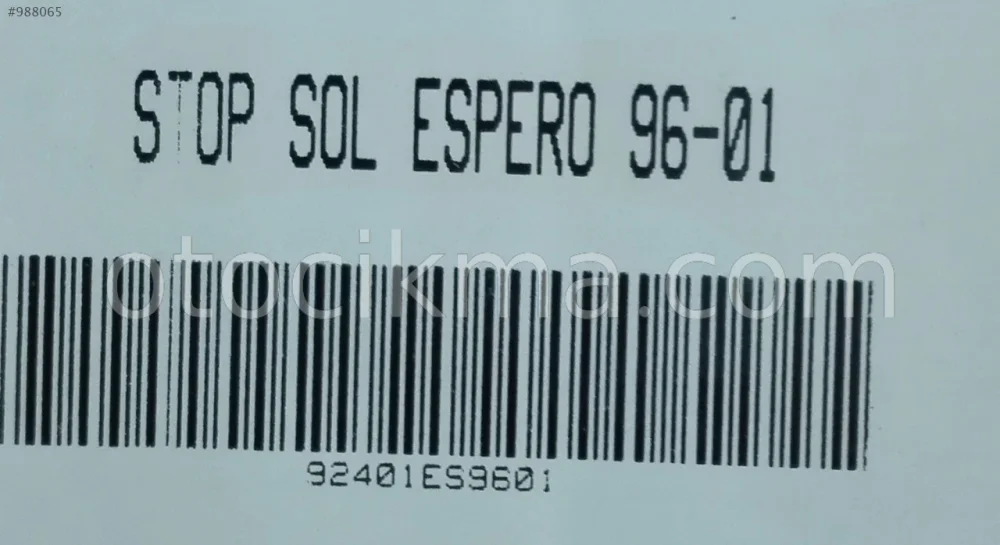 #988065
STOP SOL ESPERO 96-01
otocikma.com
92401ES9601